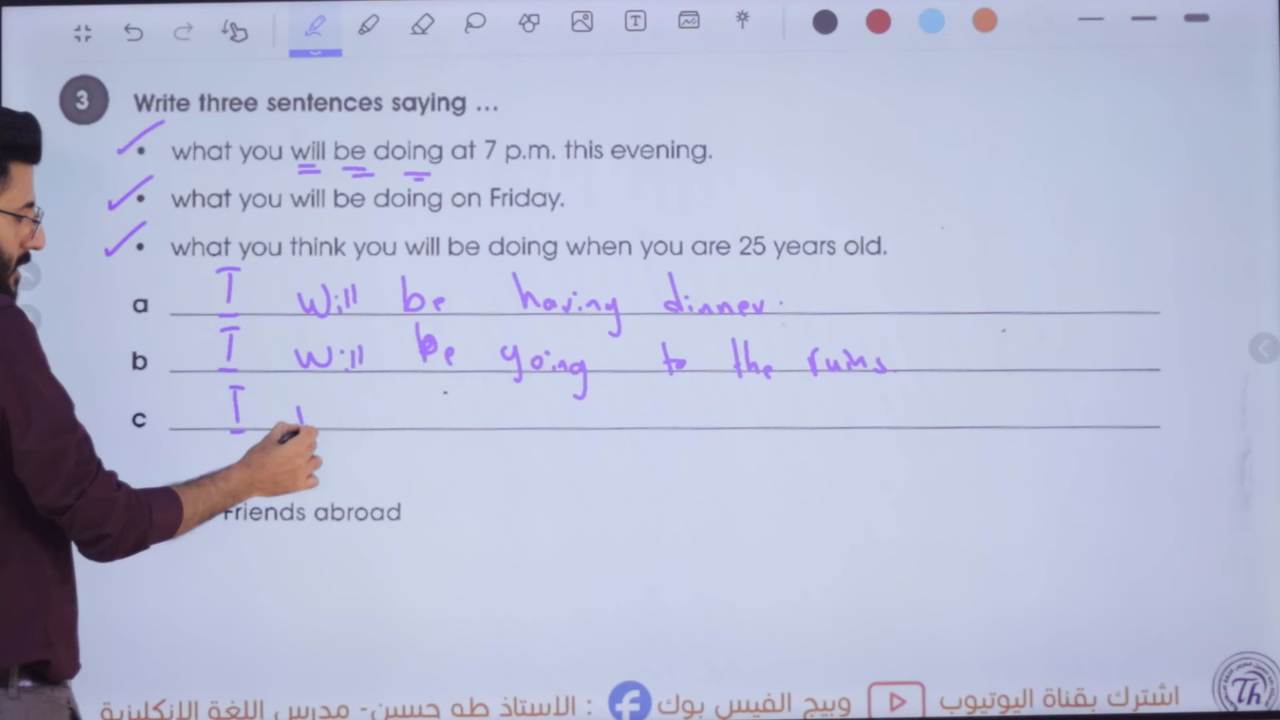 3 Write three sentences saying ...
• what you will be doing at 7 p.m. this evening.
• what you will be doing on Friday.
• what you think you will be doing when you are 25 years old.
a I will be having dinner.
b I will be going to the ruins
c I
Friends abroad
اشترك بقناة اليوتيوب وبيج الفيس بوك : الاستاذ طه حسين- مدرس اللغة الانكليزية
Th